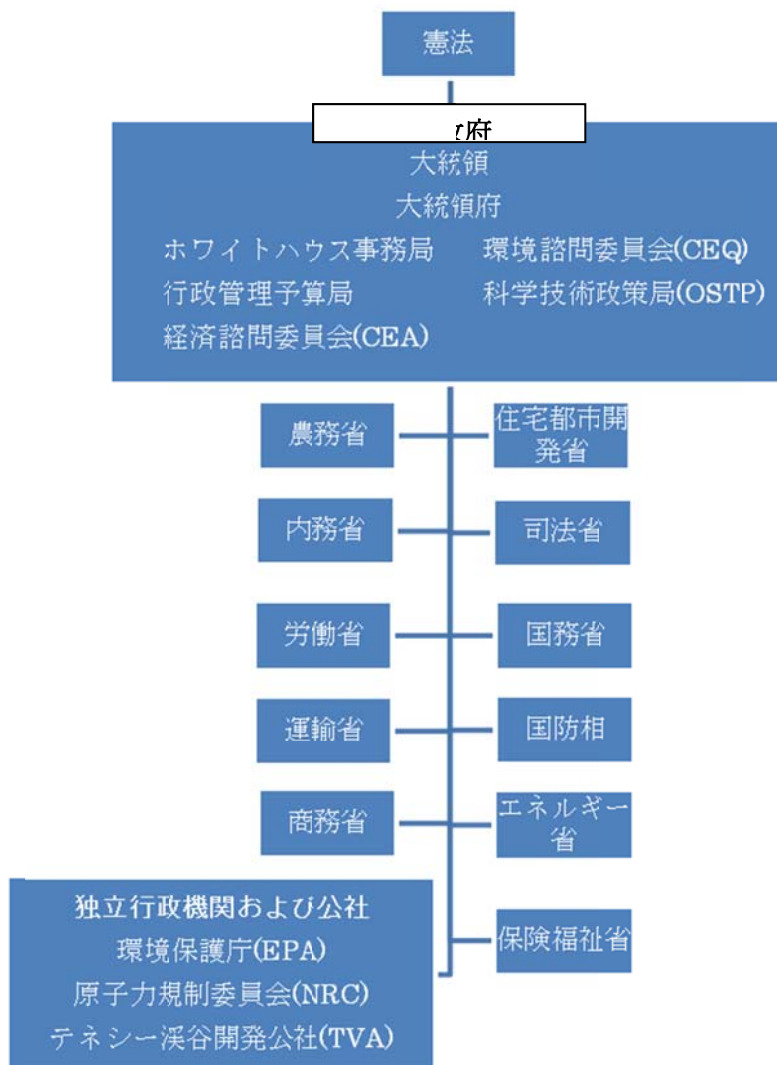 憲法
府
大統領
大統領府
ホワイトハウス事務局 環境諮問委員会(CEQ)
行政管理予算局 科学技術政策局(OSTP)
経済諮問委員会(CEA)
農務省
住宅都市開
発省
内務省
司法省
労働省
国務省
運輸省
国防相
商務省
エネルギー
省
独立行政機関および公社
環境保護庁(EPA)
原子力規制委員会(NRC)
テネシー渓谷開発公社(TVA)
保険福祉省